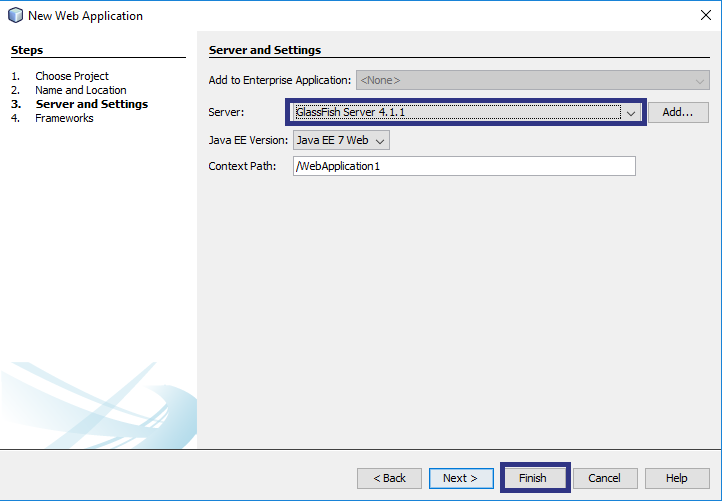 New Web Application
Steps
1. Choose Project
2. Name and Location
3. Server and Settings
4. Frameworks
Server and Settings
Add to Enterprise Application: <None>
Server: GlassFish Server 4.1.1 Add...
Java EE Version: Java EE 7 Web
Context Path: /WebApplication1
< Back Next > Finish Cancel Help